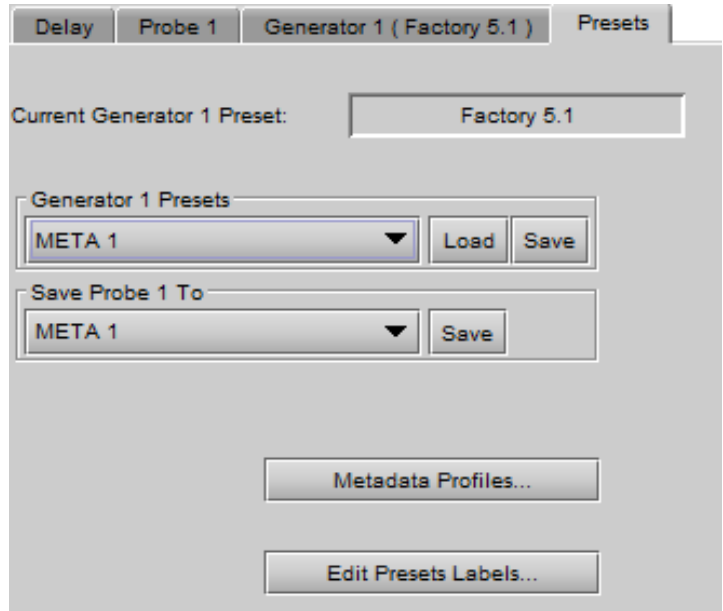 Delay Probe 1 Generator 1 ( Factory 5.1 ) Presets
Current Generator 1 Preset: Factory 5.1
Generator 1 Presets
META 1 Load Save
Save Probe 1 To
META 1 Save
Metadata Profiles...
Edit Presets Labels...